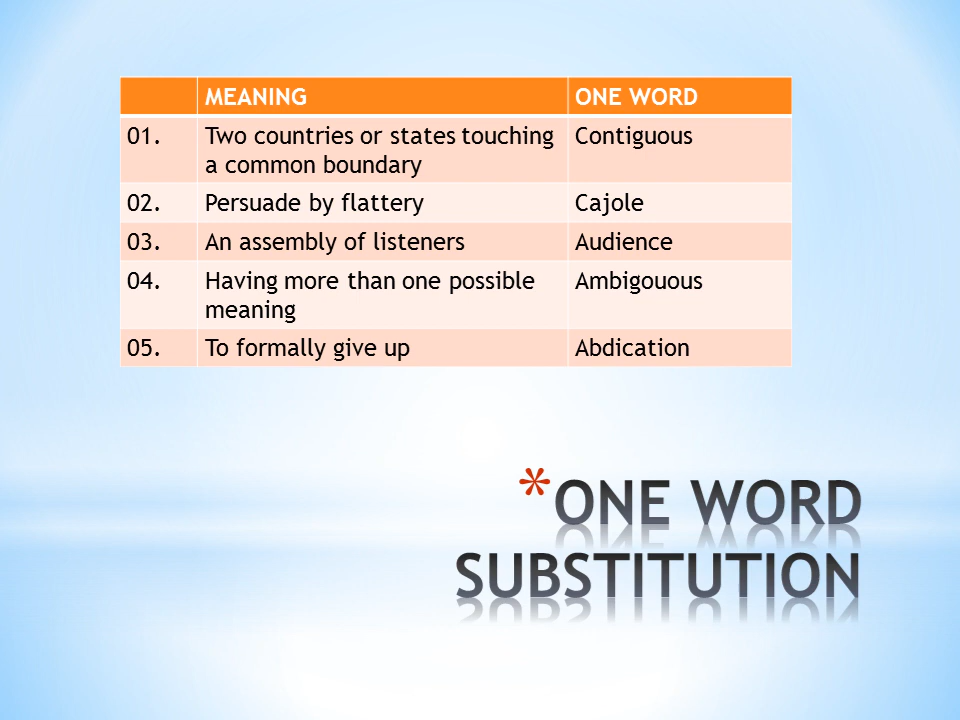 MEANING ONE WORD
01. Two countries or states touching Contiguous
a common boundary
02. Persuade by flattery Cajole
03. An assembly of listeners Audience
04. Having more than one possible Ambigouous
meaning
05. To formally give up Abdication
*ONE WORD
SUBSTITUTION